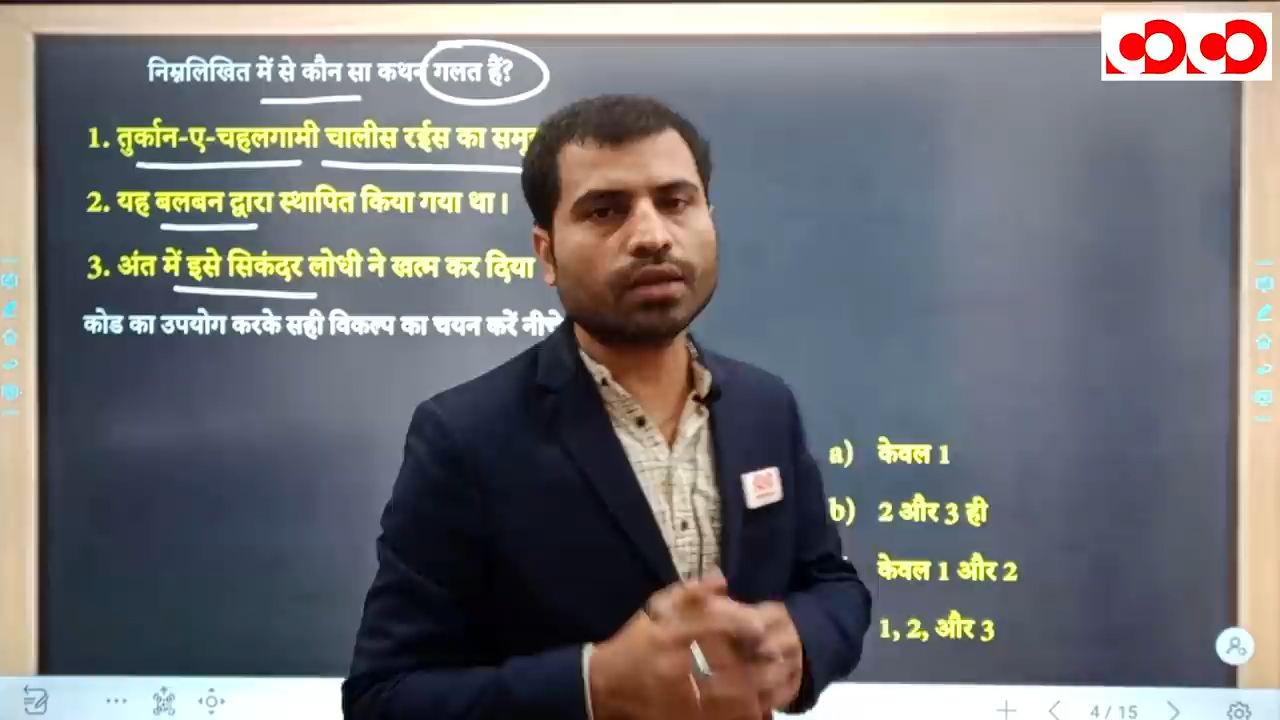 निम्नलिखित में से कौन सा कथन गलत हैं?
1. तुर्कान-ए-चहलगामी चालीस रईस का
2. यह बलबन द्वारा स्थापित किया गया था।
3. अंत में इसे सिकंदर लोधी ने खत्म कर दिया
कोड का उपयोग करके सही विकल्प का चयन करें नीचे
a) केवल 1
b) 2 और 3 ही
केवल 1 और 2
1, 2, और 3
4 / 15